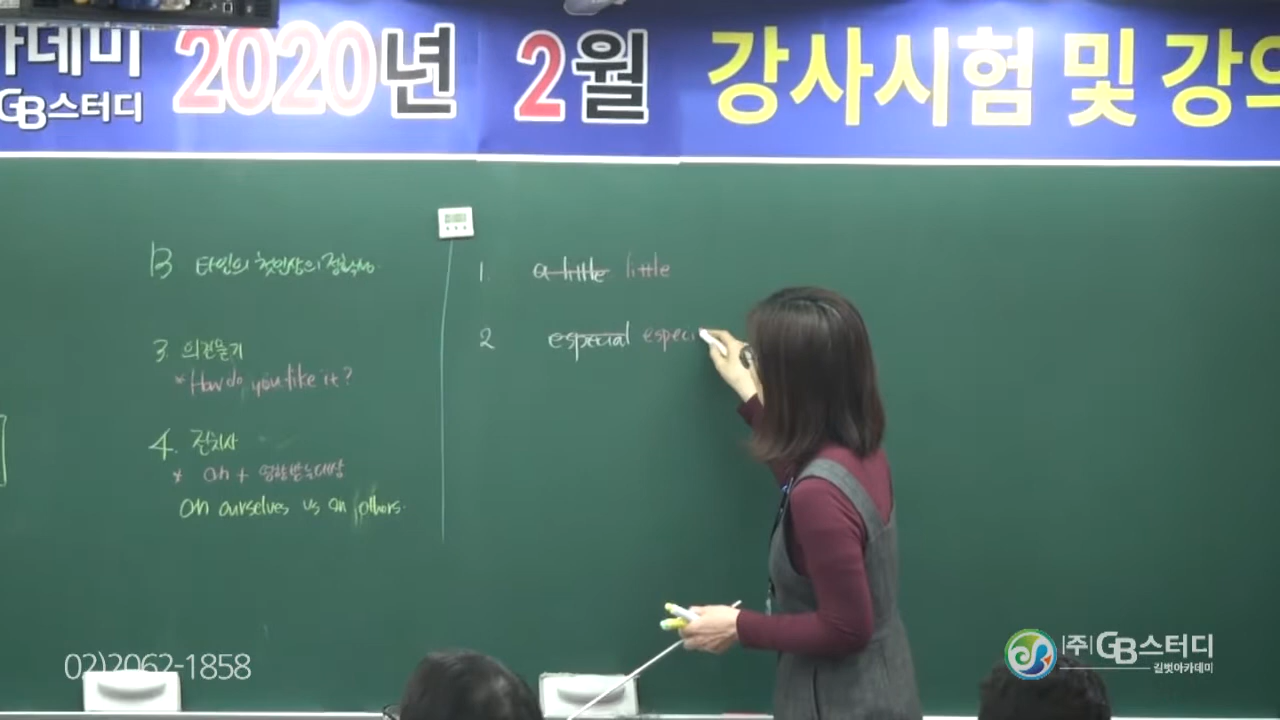 카데미 2020년 2월 강사시험 및 강의
GB스터디
B 타인의 첫인상의 정확성
3. 의견묻기
* How do you like it?
4. 전치사
* on + 영향받는대상
on ourselves us on others.
1. a little little
2 especial especi
02)2062-1858
(주) GB스터디
길벗아카데미